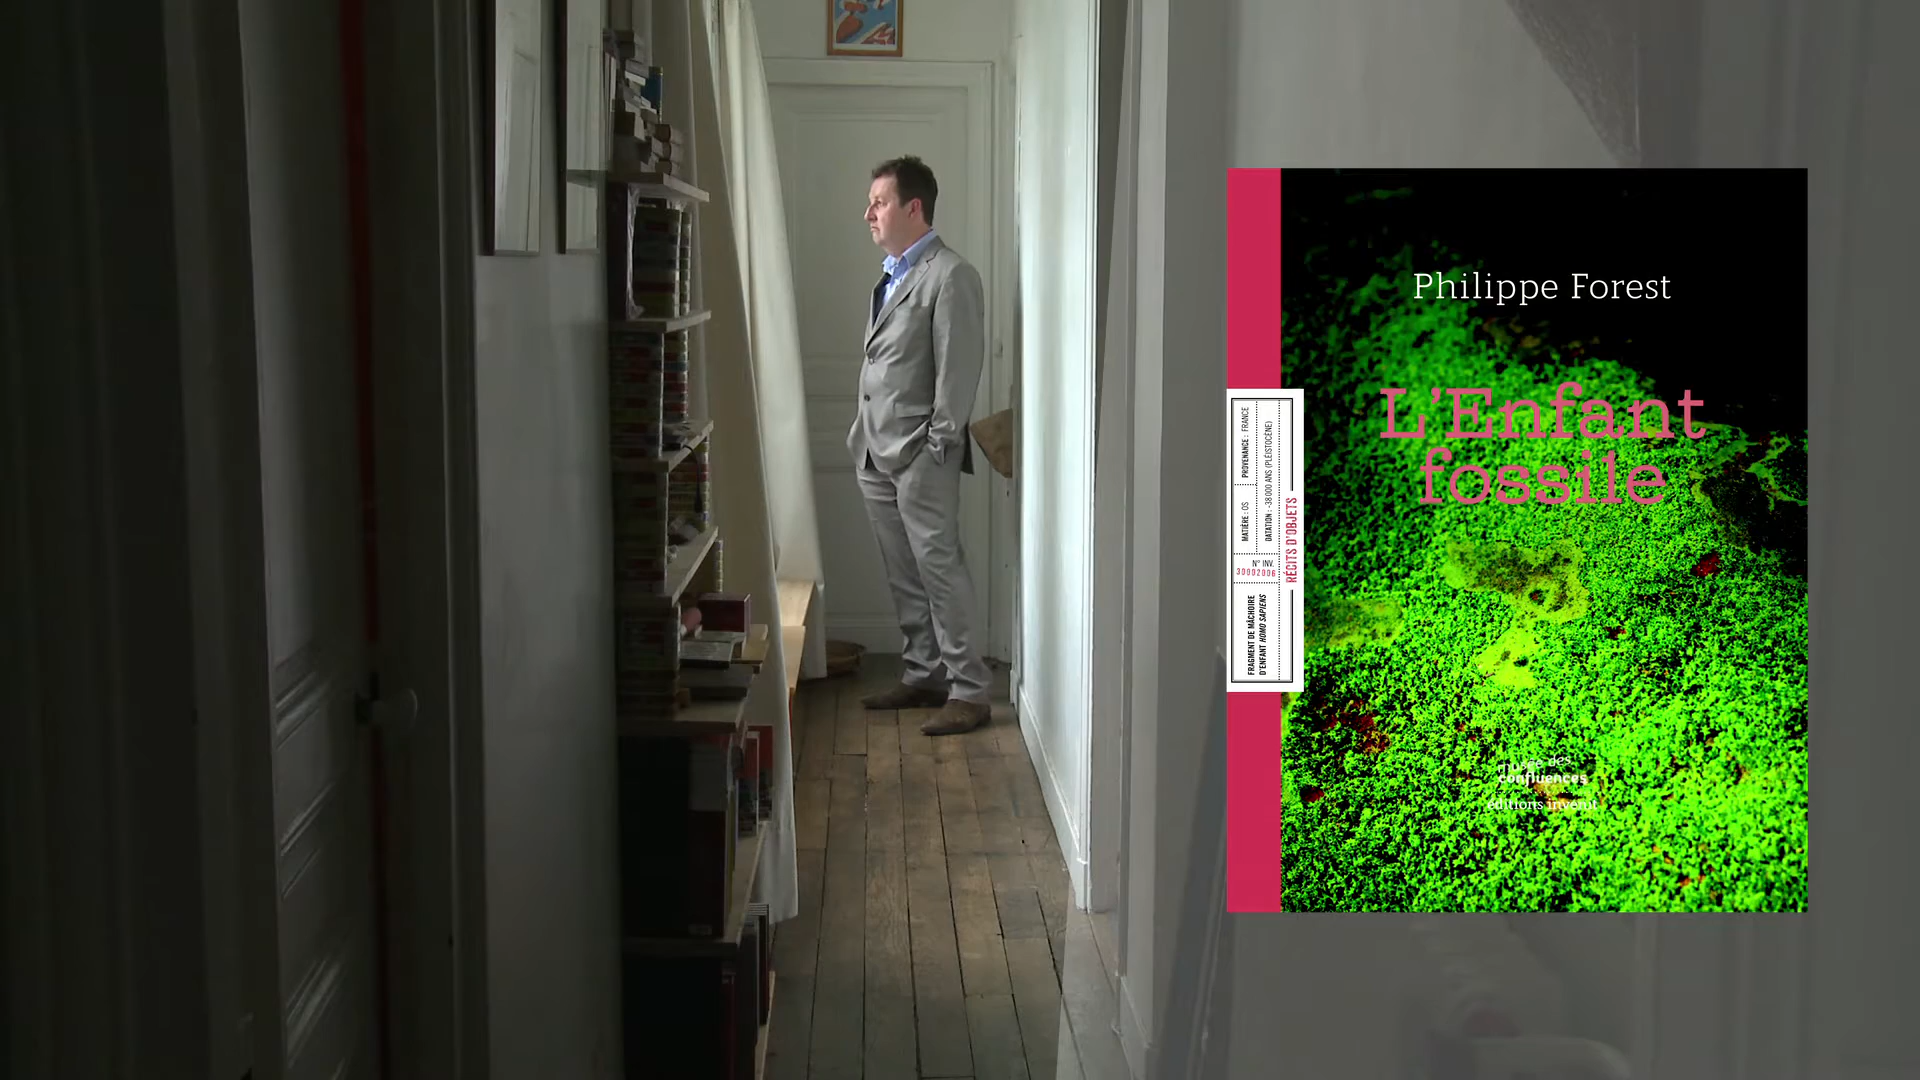 Philippe Forest
L'Enfant
fossile
musée des
confluences
éditions invenit
RÉCITS D'OBJETS
FRAGMENT DE MÂCHOIRE
D'ENFANT HOMO SAPIENS
N° INV.
30002006
MATIÈRE : OS
PROVENANCE : FRANCE
DATATION : -38 000 ANS (PLÉISTOCÈNE)